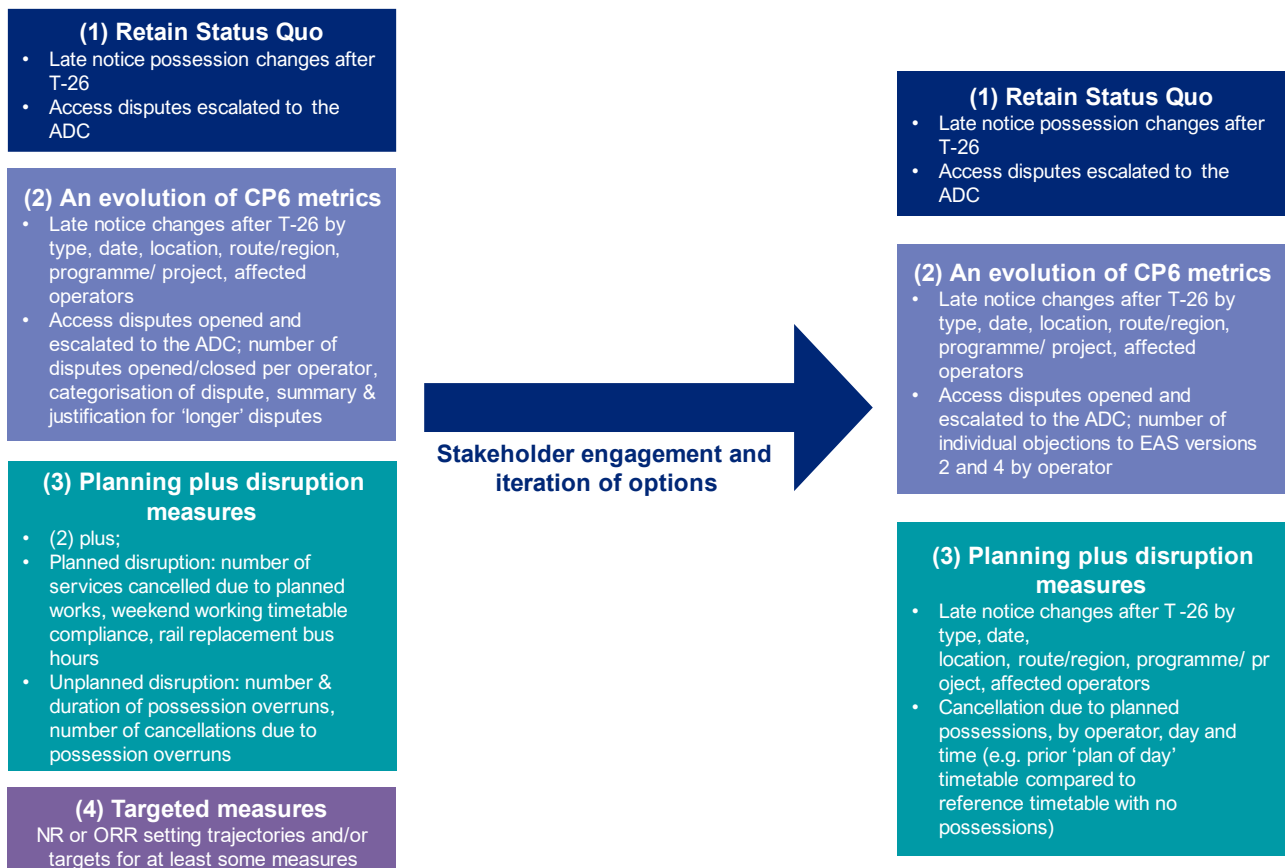 (1) Retain Status Quo
• Late notice possession changes after
T-26
• Access disputes escalated to the
ADC
(2) An evolution of CP6 metrics
• Late notice changes after T-26 by
type, date, location, route/region,
programme/ project, affected
operators
• Access disputes opened and
escalated to the ADC; number of
disputes opened/closed per operator,
categorisation of dispute, summary &
justification for ‘longer’ disputes
(3) Planning plus disruption
measures
• (2) plus;
• Planned disruption: number of
services cancelled due to planned
works, weekend working timetable
compliance, rail replacement bus
hours
• Unplanned disruption: number &
duration of possession overruns,
number of cancellations due to
possession overruns
(4) Targeted measures
NR or ORR setting trajectories and/or
targets for at least some measures
Stakeholder engagement and
iteration of options
(1) Retain Status Quo
• Late notice possession changes after
T-26
• Access disputes escalated to the
ADC
(2) An evolution of CP6 metrics
• Late notice changes after T-26 by
type, date, location, route/region,
programme/ project, affected
operators
• Access disputes opened and
escalated to the ADC; number of
individual objections to EAS versions
2 and 4 by operator
(3) Planning plus disruption
measures
• Late notice changes after T -26 by
type, date,
location, route/region, programme/ pr
oject, affected operators
• Cancellation due to planned
possessions, by operator, day and
time (e.g. prior ‘plan of day’
timetable compared to
reference timetable with no
possessions)